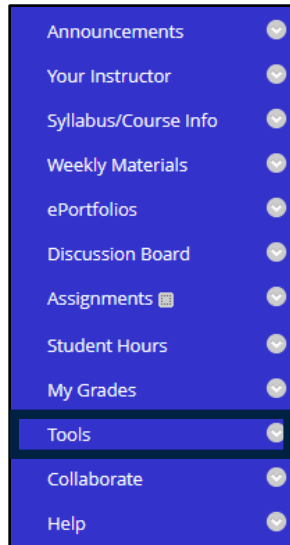 Announcements
Your Instructor
Syllabus/Course Info
Weekly Materials
ePortfolios
Discussion Board
Assignments
Student Hours
My Grades
Tools
Collaborate
Help